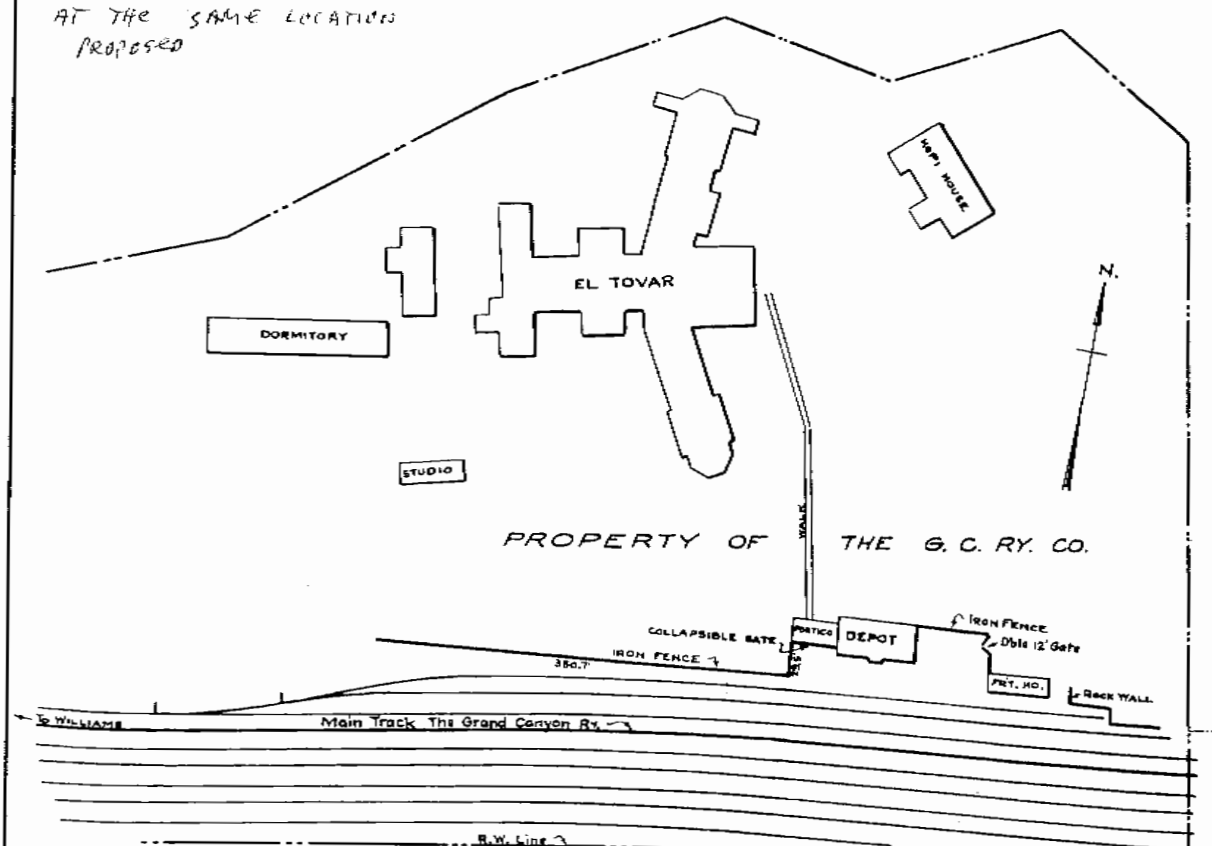 AT THE SAME LOCATION
PROPOSED
HOPI HOUSE
EL TOVAR
N.
DORMITORY
STUDIO
WALK
PROPERTY OF THE G. C. RY. CO.
IRON FENCE
COLLAPSIBLE GATE
PORTICO
DEPOT
Dble 12' Gate
IRON FENCE
350.7'
FRT. HO.
ROCK WALL
To WILLIAMS
Main Track The Grand Canyon Ry.
R.W. Line